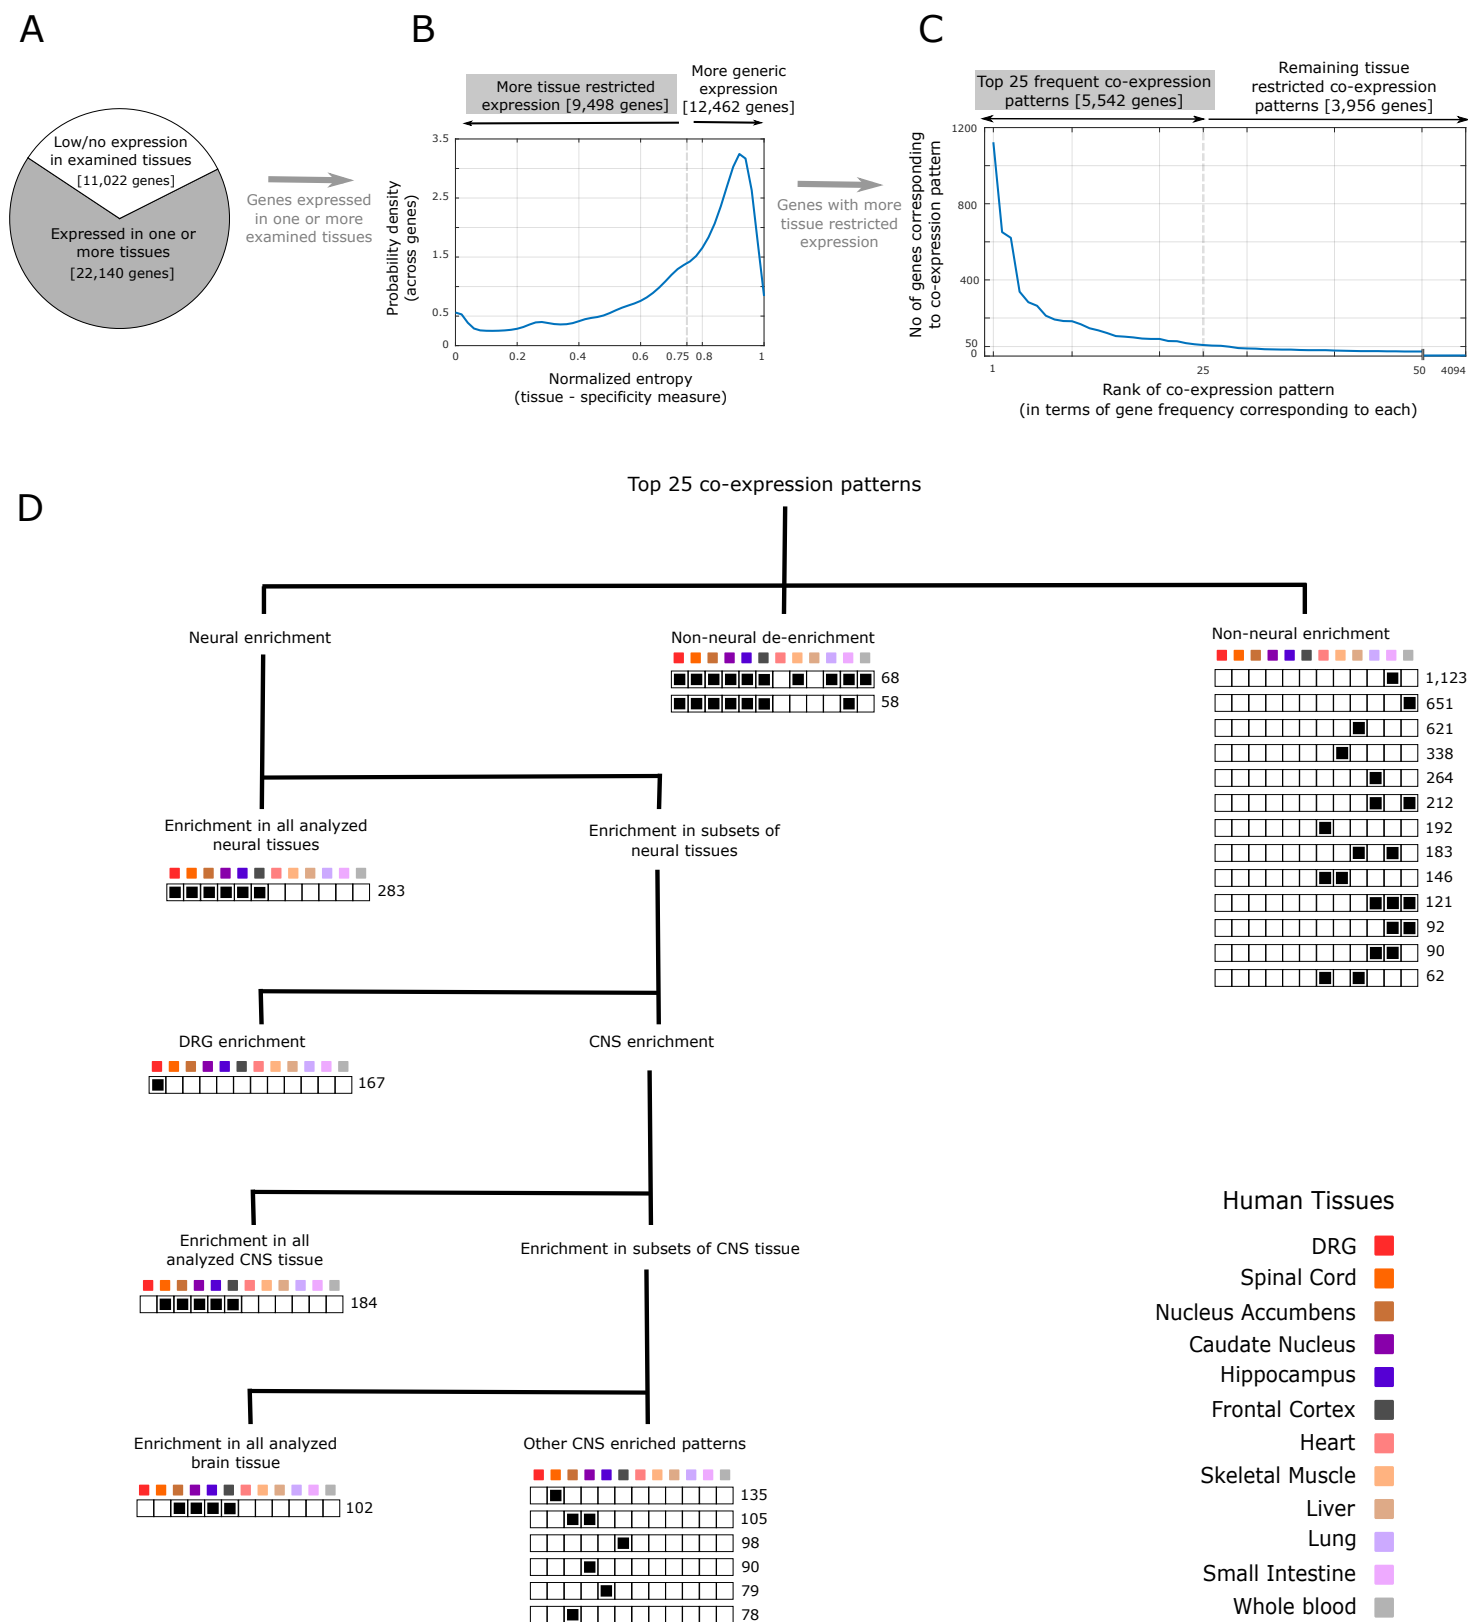 A
Low/no expression
in examined tissues
[11,022 genes]
Expressed in one or
more tissues
[22,140 genes]
Genes expressed
in one or more
examined tissues
B
More tissue restricted
expression [9,498 genes]
More generic
expression
[12,462 genes]
Probability density
(across genes)
3.5
2.5
1.5
0.5
0
0
0.2
0.4
0.6
0.75
0.8
1
Normalized entropy
(tissue - specificity measure)
Genes with more
tissue restricted
expression
C
Top 25 frequent co-expression
patterns [5,542 genes]
Remaining tissue
restricted co-expression
patterns [3,956 genes]
No of genes corresponding
to co-expression pattern
1200
800
400
50
0
1
25
50
4094
Rank of co-expression pattern
(in terms of gene frequency corresponding to each)
D
Top 25 co-expression patterns
Neural enrichment
Non-neural de-enrichment
68
58
Non-neural enrichment
1,123
651
621
338
264
212
192
183
146
121
92
90
62
Enrichment in all analyzed
neural tissues
283
Enrichment in subsets of
neural tissues
DRG enrichment
167
CNS enrichment
Enrichment in all
analyzed CNS tissue
184
Enrichment in subsets of CNS tissue
Enrichment in all analyzed
brain tissue
102
Other CNS enriched patterns
135
105
98
90
79
78
Human Tissues
DRG
Spinal Cord
Nucleus Accumbens
Caudate Nucleus
Hippocampus
Frontal Cortex
Heart
Skeletal Muscle
Liver
Lung
Small Intestine
Whole blood